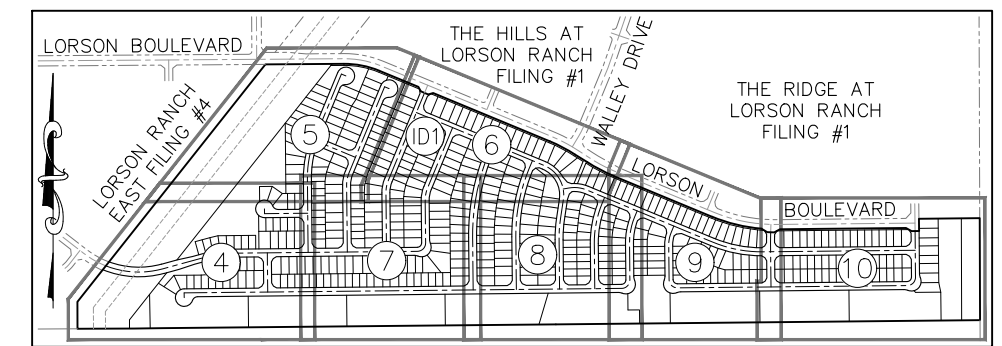 LORSON BOULEVARD
THE HILLS AT
LORSON RANCH
FILING #1
WALLEY DRIVE
THE RIDGE AT
LORSON RANCH
FILING #1
LORSON RANCH
EAST FILING #4
5
ID1
6
LORSON
BOULEVARD
4
7
8
9
10